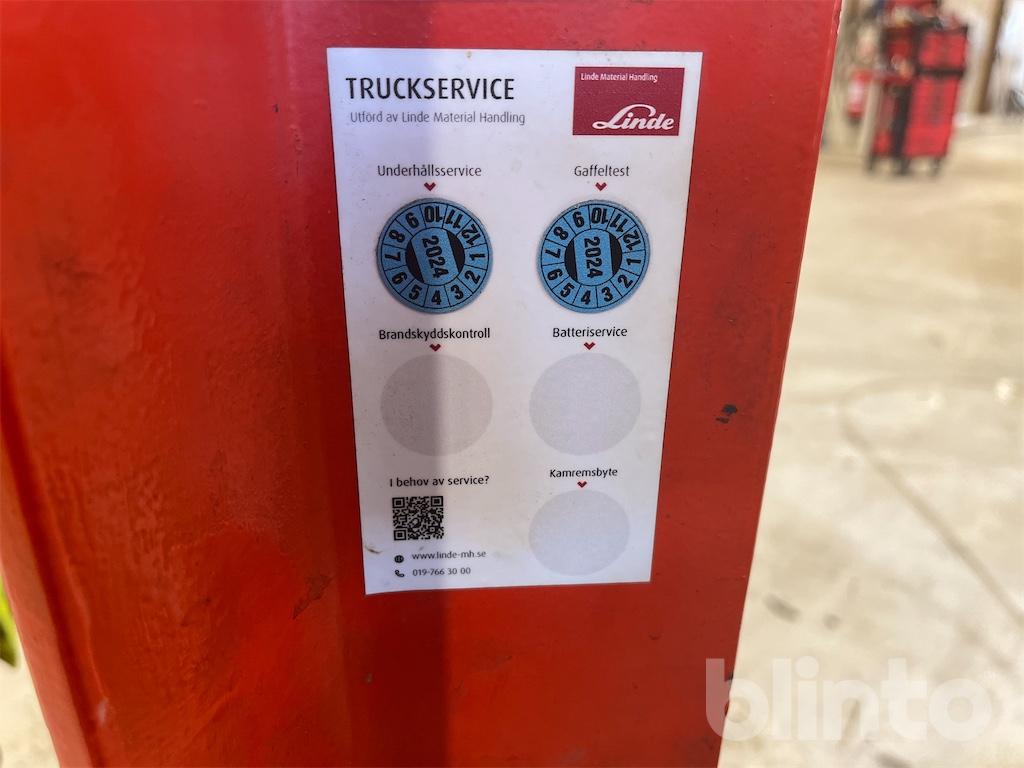 TRUCKSERVICE
Utförd av Linde Material Handling
Linde Material Handling
Linde
Underhållsservice
Gaffeltest
1 2 3 4 5 6 7 8 9 10 11 12
2024
1 2 3 4 5 6 7 8 9 10 11 12
2024
Brandskyddskontroll
Batteriservice
I behov av service?
Kamremsbyte
www.linde-mh.se
019-766 30 00
blinto